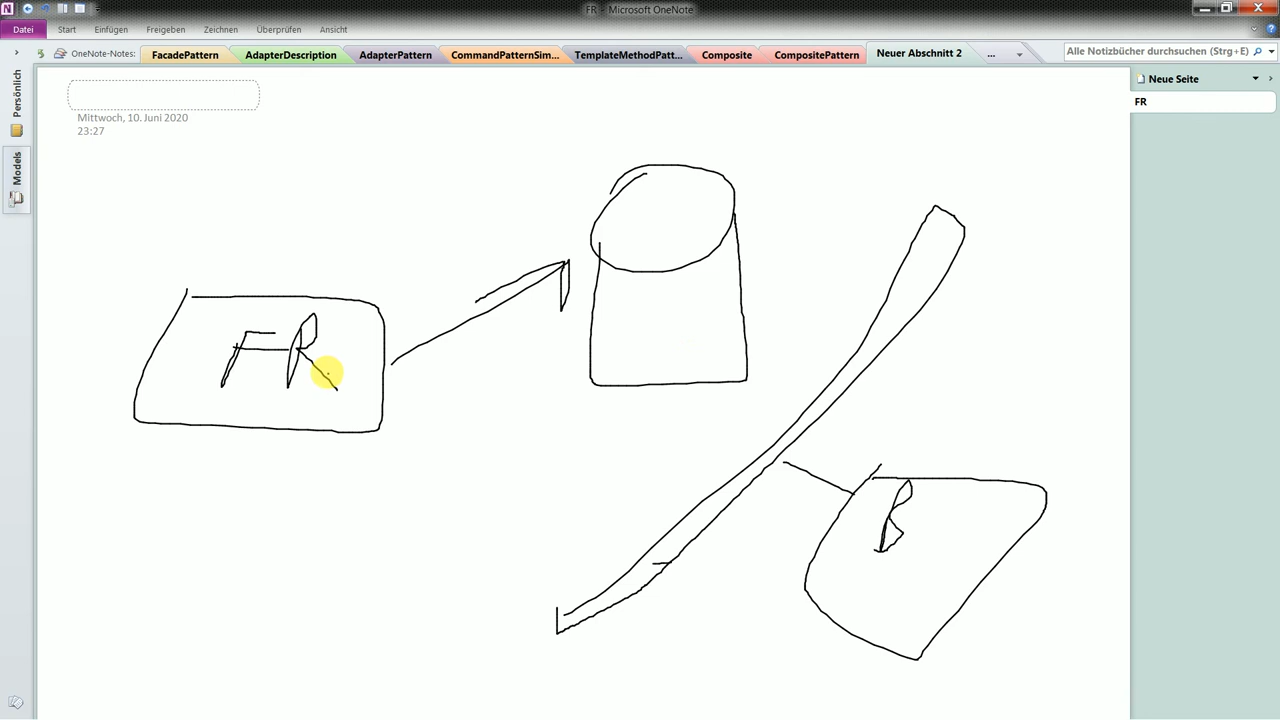 FR - Microsoft OneNote
Datei Start Einfügen Freigeben Zeichnen Überprüfen Ansicht
OneNote-Notes: FacadePattern AdapterDescription AdapterPattern CommandPatternSim... TemplateMethodPatt... Composite CompositePattern Neuer Abschnitt 2 ... Alle Notizbücher durchsuchen (Strg+E)
Persönlich
Models
Neue Seite
FR
Mittwoch, 10. Juni 2020
23:27
FR